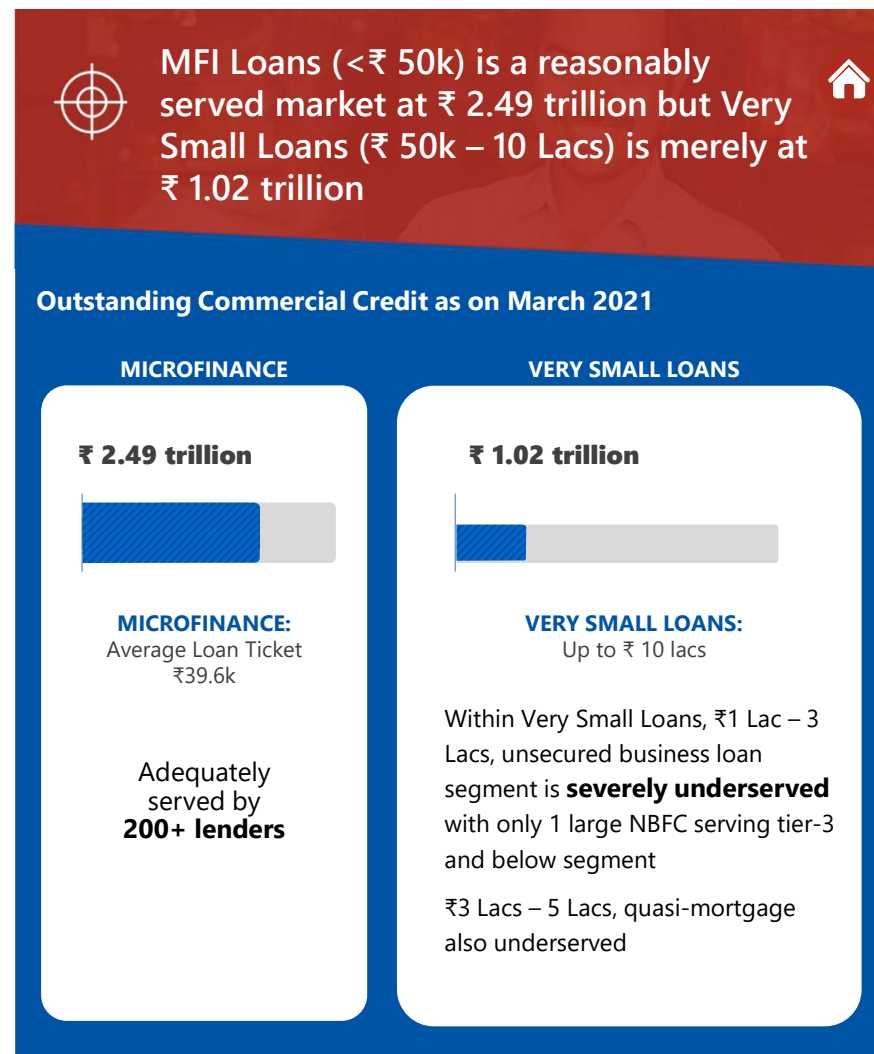 MFI Loans (<₹ 50k) is a reasonably
served market at ₹ 2.49 trillion but Very
Small Loans (₹ 50k – 10 Lacs) is merely at
₹ 1.02 trillion
Outstanding Commercial Credit as on March 2021
MICROFINANCE
₹ 2.49 trillion
MICROFINANCE:
Average Loan Ticket
₹39.6k
Adequately
served by
200+ lenders
VERY SMALL LOANS
₹ 1.02 trillion
VERY SMALL LOANS:
Up to ₹ 10 lacs
Within Very Small Loans, ₹1 Lac – 3
Lacs, unsecured business loan
segment is severely underserved
with only 1 large NBFC serving tier-3
and below segment
₹3 Lacs – 5 Lacs, quasi-mortgage
also underserved